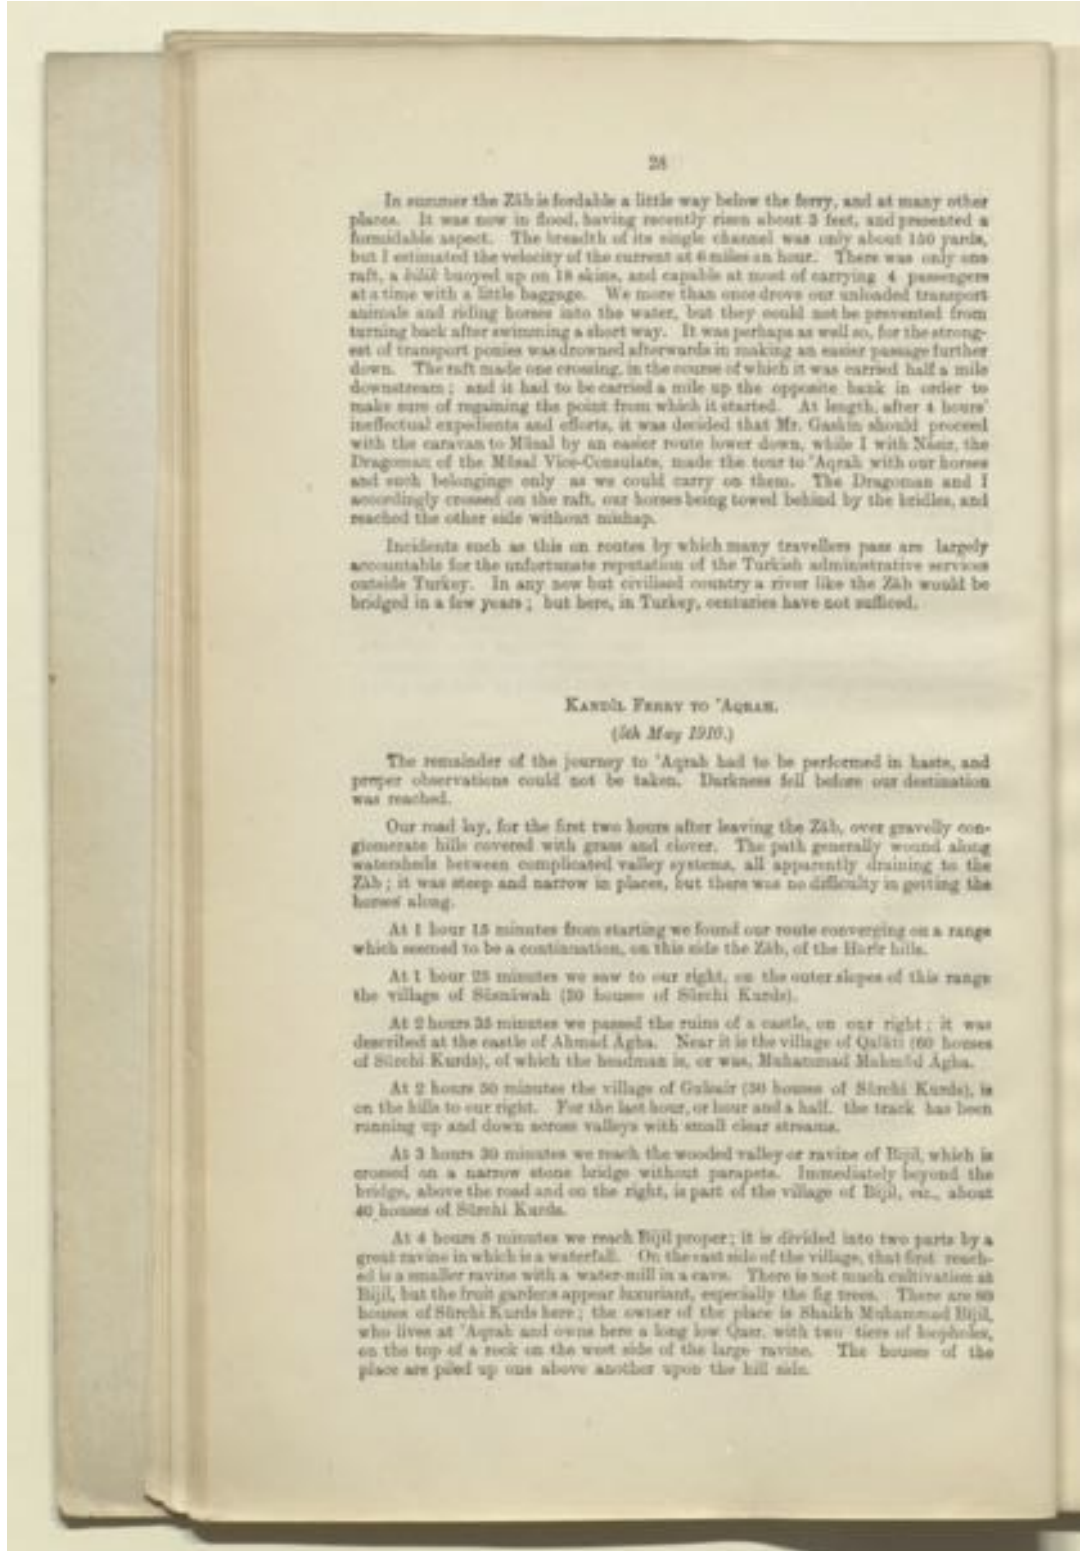 28
In summer the Zāb is fordable a little way below the ferry, and at many other
places. It was now in flood, having recently risen about 3 feet, and presented a
formidable aspect. The breadth of its single channel was only about 150 yards,
but I estimated the velocity of the current at 6 miles an hour. There was only one
raft, a kilik buoyed up on 18 skins, and capable at most of carrying 4 passengers
at a time with a little baggage. We more than once drove our unloaded transport
animals and riding horses into the water, but they could not be prevented from
turning back after swimming a short way. It was perhaps as well so, for the strong-
est of transport ponies was drowned afterwards in making an easier passage further
down. The raft made one crossing, in the course of which it was carried half a mile
downstream; and it had to be carried a mile up the opposite bank in order to
make sure of regaining the point from which it started. At length, after 4 hours'
ineffectual expedients and efforts, it was decided that Mr. Gaskin should proceed
with the caravan to Mōsal by an easier route lower down, while I with Nāsir, the
Dragoman of the Mōsal Vice-Consulate, made the tour to 'Aqrah with our horses
and such belongings only as we could carry on them. The Dragoman and I
accordingly crossed on the raft, our horses being towed behind by the bridles, and
reached the other side without mishap.
Incidents such as this on routes by which many travellers pass are largely
accountable for the unfortunate reputation of the Turkish administrative services
outside Turkey. In any new but civilised country a river like the Zāb would be
bridged in a few years; but here, in Turkey, centuries have not sufficed.
KANDĪL FERRY TO 'AQRAH.
(5th May 1910.)
The remainder of the journey to 'Aqrah had to be performed in haste, and
proper observations could not be taken. Darkness fell before our destination
was reached.
Our road lay, for the first two hours after leaving the Zāb, over gravelly con-
glomerate hills covered with grass and clover. The path generally wound along
watersheds between complicated valley systems, all apparently draining to the
Zāb; it was steep and narrow in places, but there was no difficulty in getting the
horses along.
At 1 hour 15 minutes from starting we found our route converging on a range
which seemed to be a continuation, on this side the Zāb, of the Harīr hills.
At 1 hour 25 minutes we saw to our right, on the outer slopes of this range
the village of Sūsnāwah (20 houses of Sūrchi Kurds).
At 2 hours 35 minutes we passed the ruins of a castle, on our right; it was
described at the castle of Ahmad Āgha. Near it is the village of Qalāti (60 houses
of Sūrchi Kurds), of which the headman is, or was, Muhammad Mahmūd Āgha.
At 2 hours 50 minutes the village of (30 houses of Sūrchi Kurds), is
on the hills to our right. For the last hour, or hour and a half, the track has been
running up and down across valleys with small clear streams.
At 3 hours 30 minutes we reach the wooded valley or ravine of Bijīl, which is
crossed on a narrow stone bridge without parapets. Immediately beyond the
bridge, above the road and on the right, is part of the village of Bijīl, viz., about
40 houses of Sūrchi Kurds.
At 4 hours 5 minutes we reach Bijīl proper; it is divided into two parts by a
great ravine in which is a waterfall. On the east side of the village, that first reach-
ed is a smaller ravine with a water-mill in a cave. There is not much cultivation at
Bijīl, but the fruit gardens appear luxuriant, especially the fig trees. There are 80
houses of Sūrchi Kurds here; the owner of the place is Shaikh Muhammad Bijīl,
who lives at 'Aqrah and owns here a long low Qasr, with two tiers of loopholes,
on the top of a rock on the west side of the large ravine. The houses of the
place are piled up one above another upon the hill side.